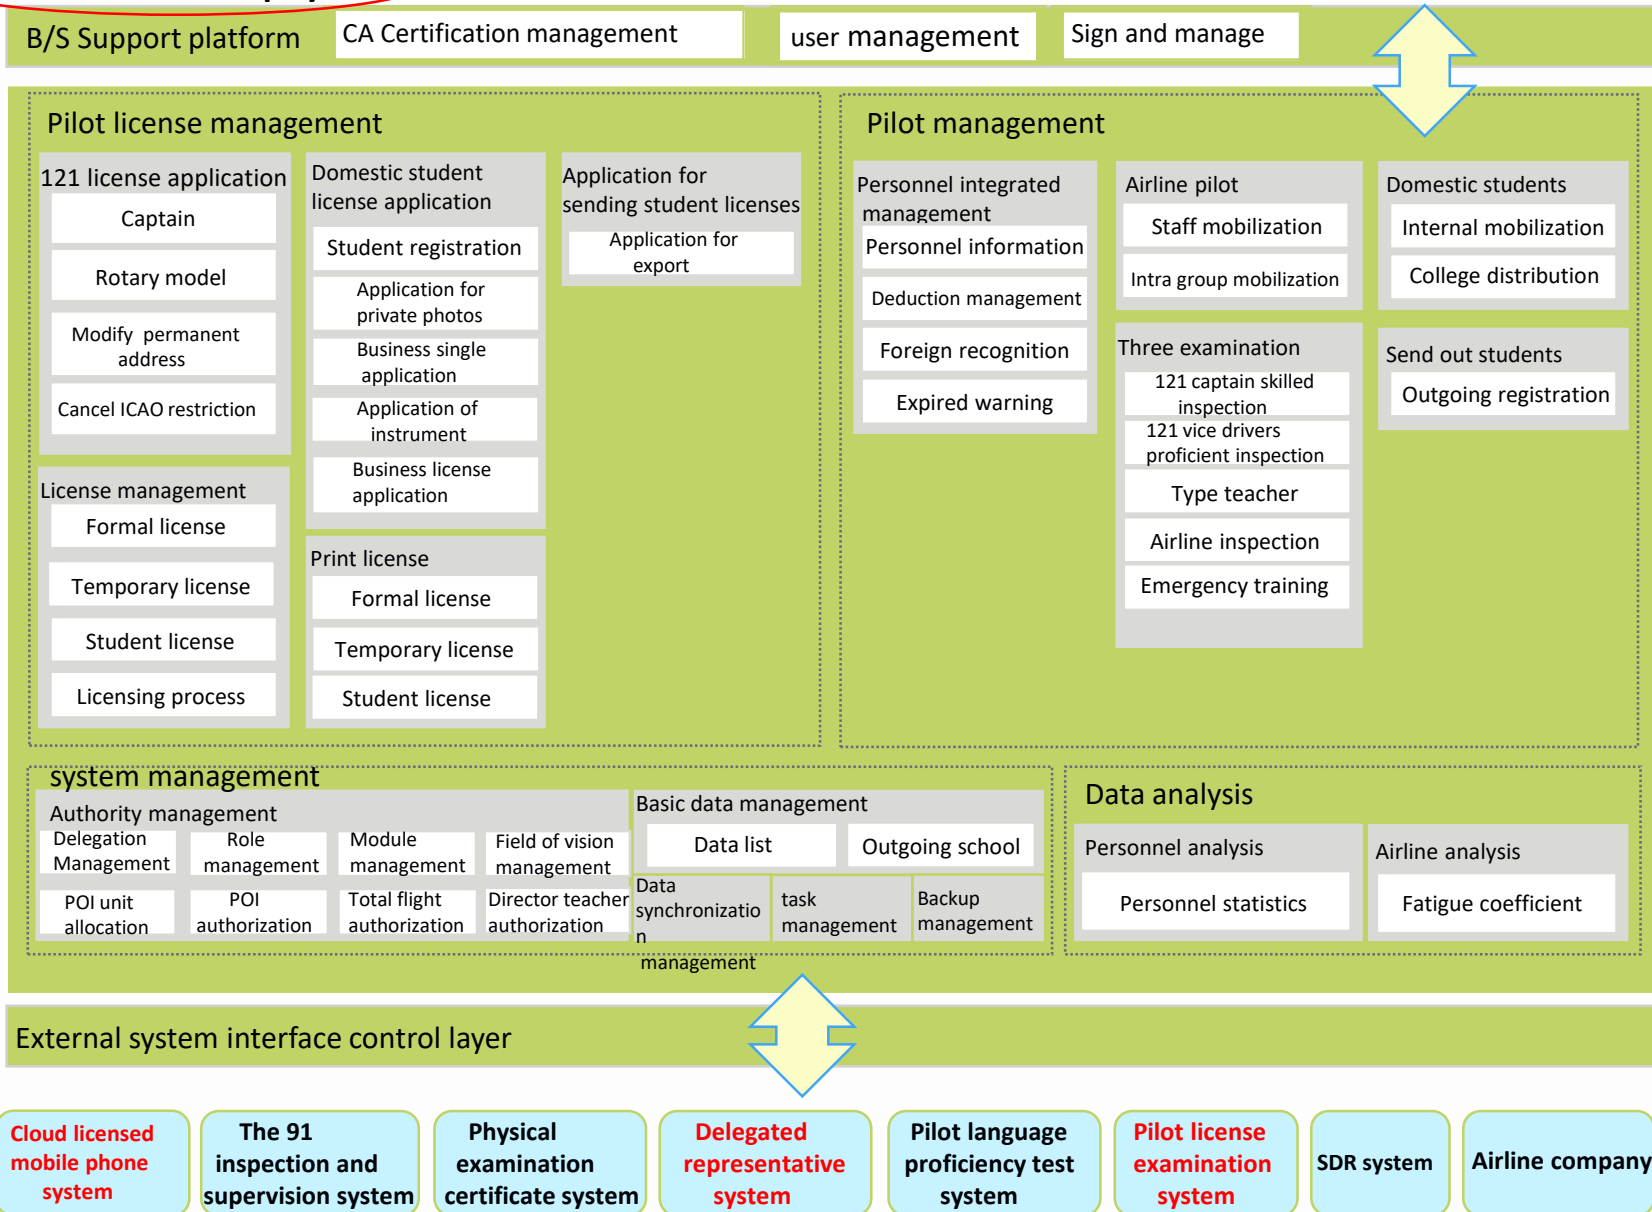 B/S Support platform
CA Certification management
user management
Sign and manage
Pilot license management
121 license application
Captain
Rotary model
Modify permanent
address
Cancel ICAO restriction
License management
Formal license
Temporary license
Student license
Licensing process
Domestic student
license application
Student registration
Application for
private photos
Business single
application
Application of
instrument
Business license
application
Print license
Formal license
Temporary license
Student license
Application for
sending student licenses
Application for
export
Pilot management
Personnel integrated
management
Personnel information
Deduction management
Foreign recognition
Expired warning
Airline pilot
Staff mobilization
Intra group mobilization
Three examination
121 captain skilled
inspection
121 vice drivers
proficient inspection
Type teacher
Airline inspection
Emergency training
Domestic students
Internal mobilization
College distribution
Send out students
Outgoing registration
system management
Authority management
Delegation
Management
Role
management
Module
management
Field of vision
management
POI unit
allocation
POI
authorization
Total flight
authorization
Director teacher
authorization
Basic data management
Data list
Outgoing school
Data
synchronizatio
n
management
task
management
Backup
management
Data analysis
Personnel analysis
Personnel statistics
Airline analysis
Fatigue coefficient
External system interface control layer
Cloud licensed
mobile phone
system
The 91
inspection and
supervision system
Physical
examination
certificate system
Delegated
representative
system
Pilot language
proficiency test
system
Pilot license
examination
system
SDR system
Airline company